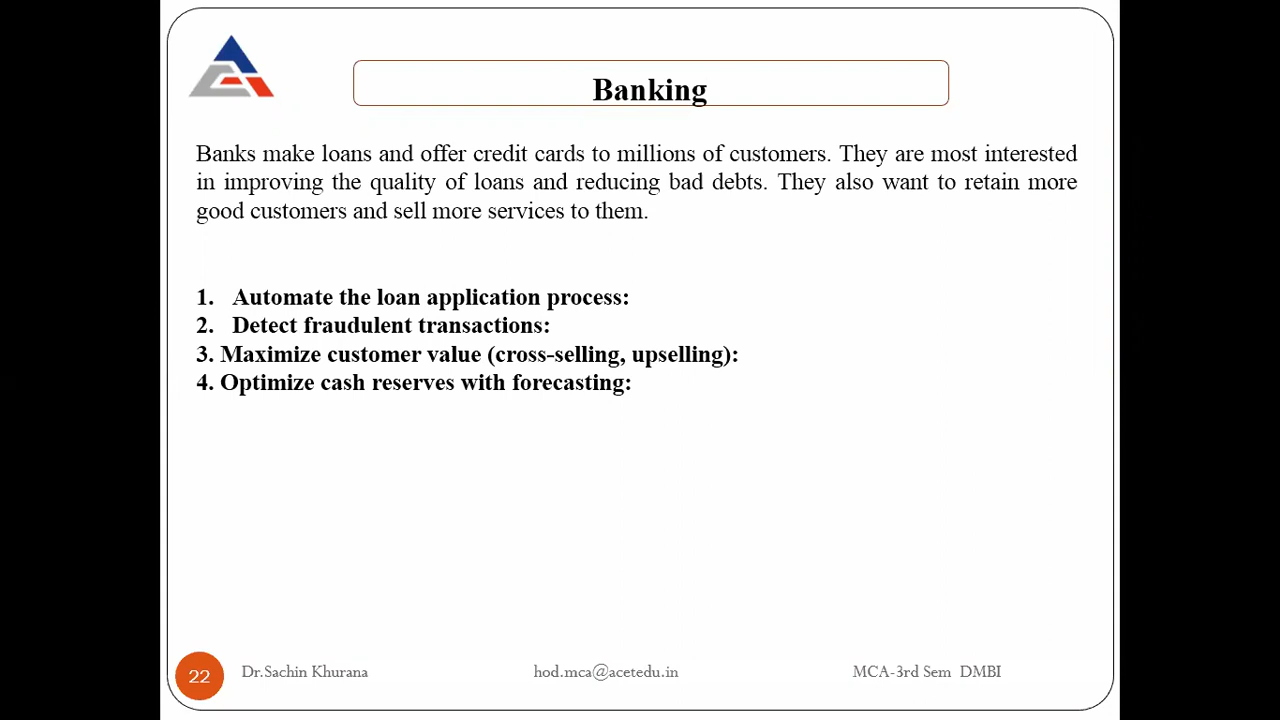 Banking
Banks make loans and offer credit cards to millions of customers. They are most interested
in improving the quality of loans and reducing bad debts. They also want to retain more
good customers and sell more services to them.
1. Automate the loan application process:
2. Detect fraudulent transactions:
3. Maximize customer value (cross-selling, upselling):
4. Optimize cash reserves with forecasting:
22 Dr.Sachin Khurana hod.mca@acetedu.in MCA-3rd Sem DMBI